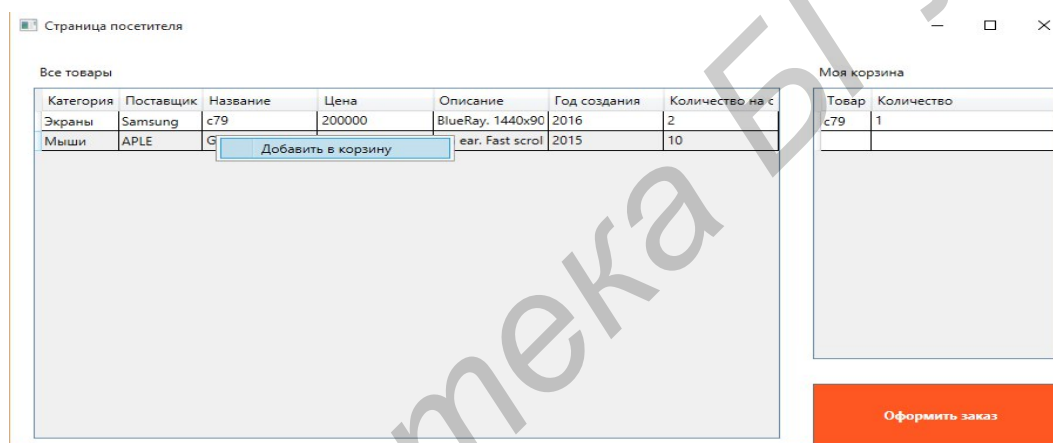 Страница посетителя
Все товары
Моя корзина
Категория Поставщик Название Цена Описание Год создания Количество на с
Товар Количество
Экраны Samsung c79 200000 BlueRay. 1440x90 2016 2
c79 1
Мыши APLE G ear. Fast scrol 2015 10
Добавить в корзину
Оформить заказ
тека БГУ